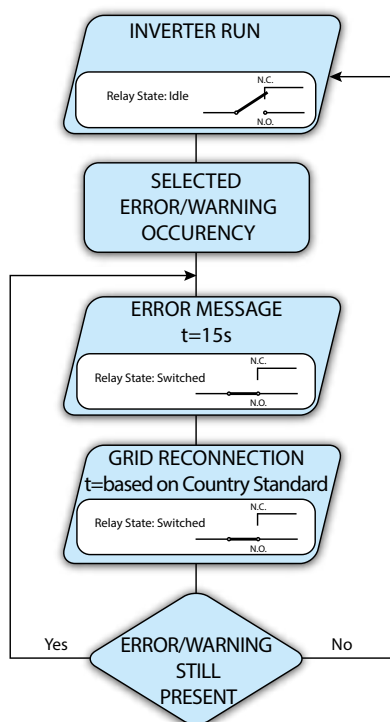 INVERTER RUN
N.C.
Relay State: Idle
N.O.
SELECTED
ERROR/WARNING
OCCURENCY
ERROR MESSAGE
t=15s
N.C.
Relay State: Switched
N.O.
GRID RECONNECTION
t=based on Country Standard
N.C.
Relay State: Switched
N.O.
Yes
ERROR/WARNING
STILL
PRESENT
No